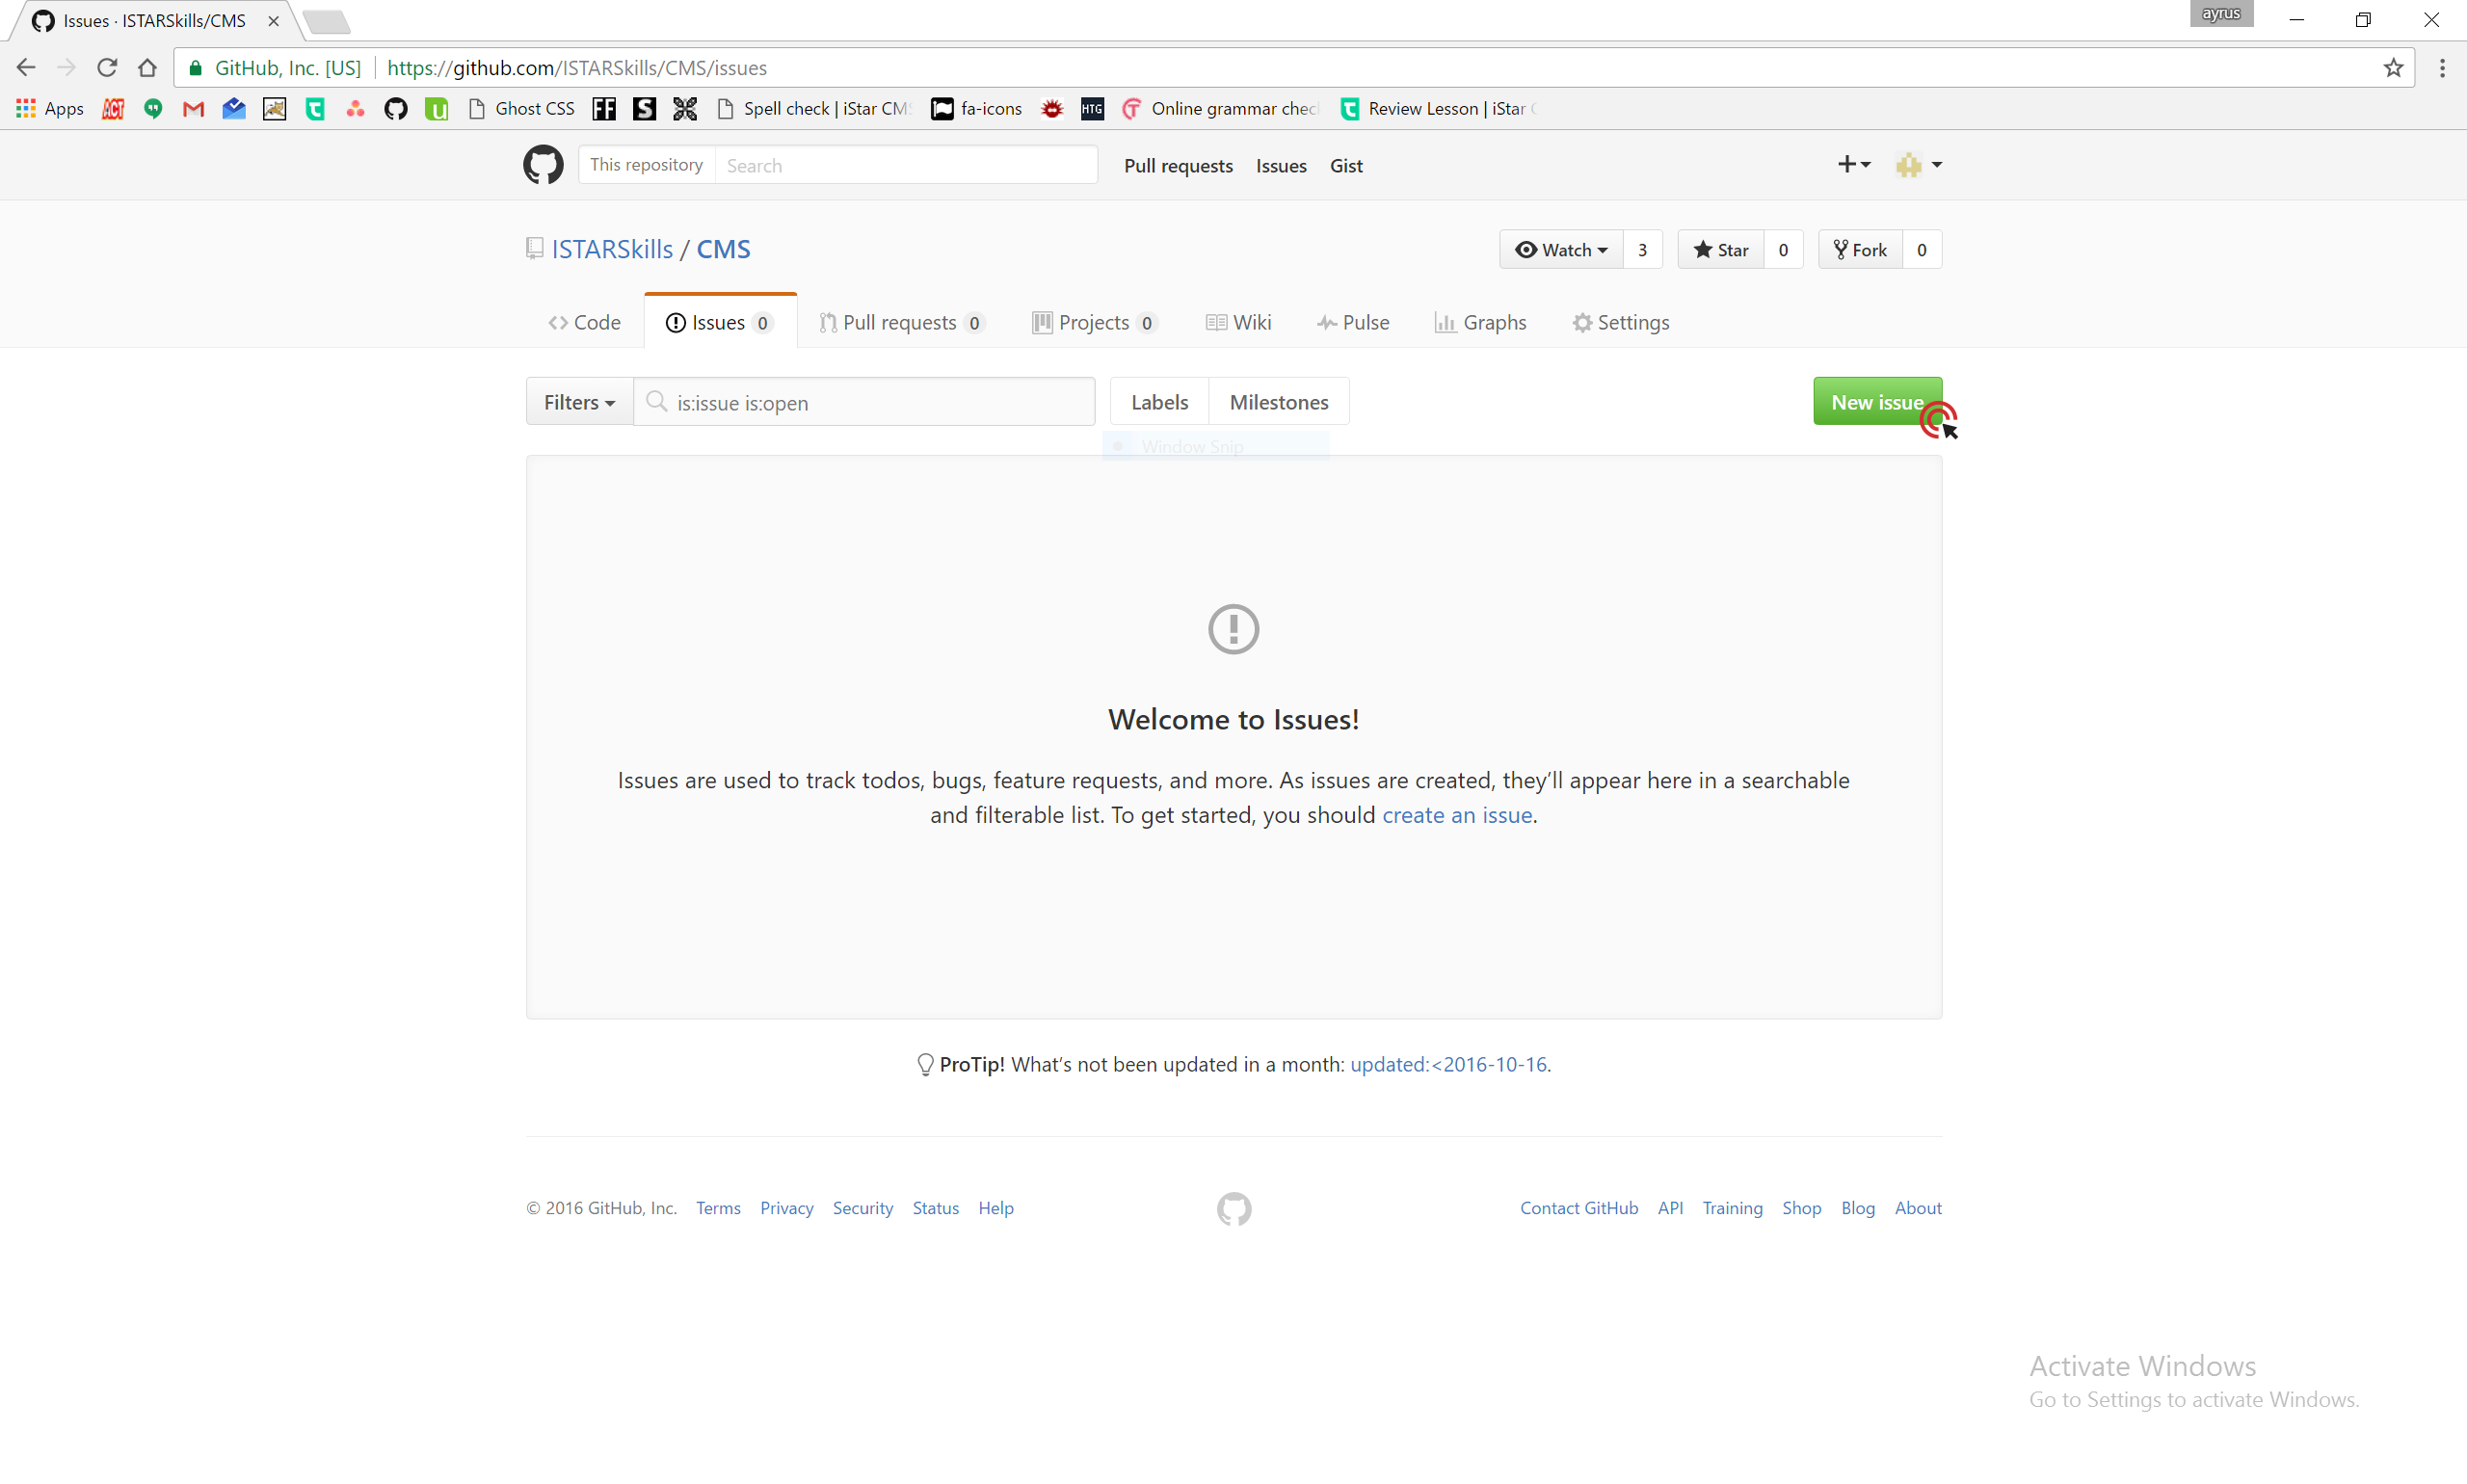 Issues · ISTARSkills/CMS
ayrus
GitHub, Inc. [US] https://github.com/ISTARSkills/CMS/issues
Apps ACT Ghost CSS FF S Spell check | iStar CM fa-icons HTG Online grammar chec Review Lesson | iStar
This repository Search Pull requests Issues Gist
ISTARSkills / CMS Watch 3 Star 0 Fork 0
Code Issues 0 Pull requests 0 Projects 0 Wiki Pulse Graphs Settings
Filters is:issue is:open Labels Milestones New issue
Window Snip
Welcome to Issues!
Issues are used to track todos, bugs, feature requests, and more. As issues are created, they'll appear here in a searchable
and filterable list. To get started, you should create an issue.
ProTip! What's not been updated in a month: updated:<2016-10-16.
© 2016 GitHub, Inc. Terms Privacy Security Status Help Contact GitHub API Training Shop Blog About
Activate Windows
Go to Settings to activate Windows.